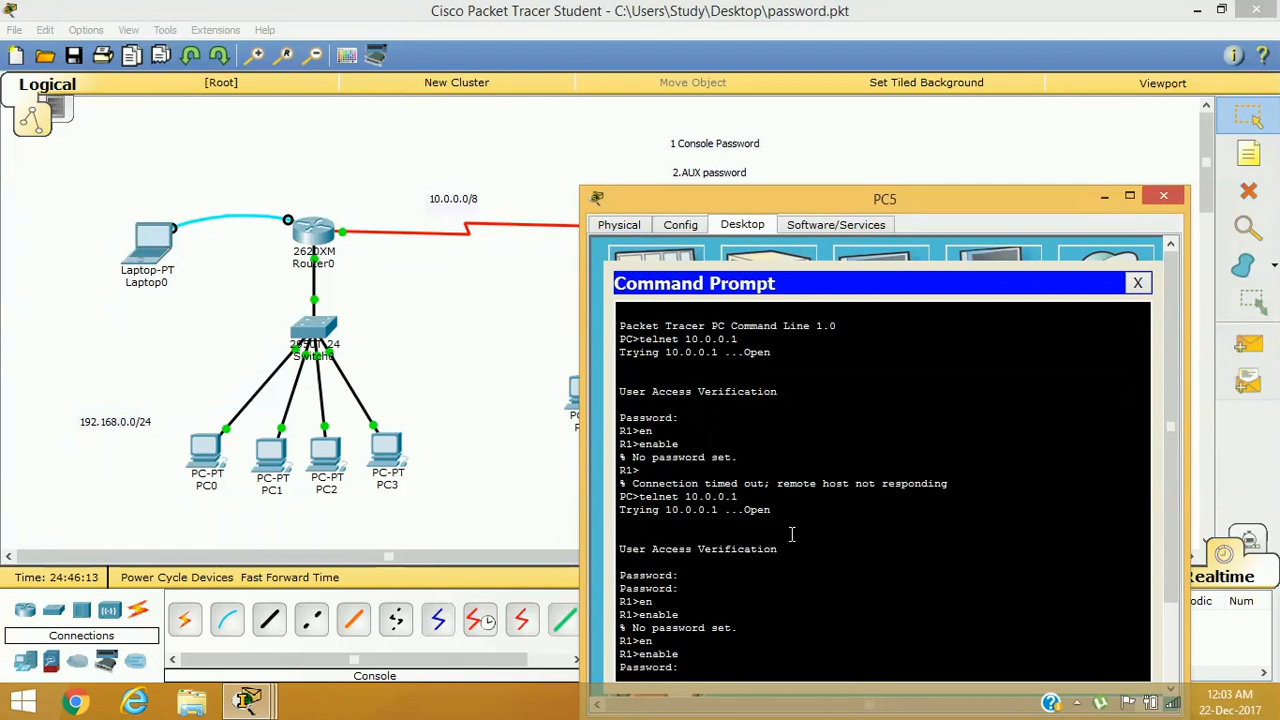 Cisco Packet Tracer Student - C:\Users\Study\Desktop\password.pkt
File Edit Options View Tools Extensions Help
Logical
[Root]
New Cluster
Move Object
Set Tiled Background
Viewport
1 Console Password
2.AUX password
10.0.0.0/8
2620XM
Router0
Laptop-PT
Laptop0
2950T-24
192.168.0.0/24
PC-PT
PC0
PC-PT
PC1
PC-PT
PC2
PC-PT
PC3
PC5
Physical Config Desktop Software/Services
Command Prompt
X
Packet Tracer PC Command Line 1.0
PC>telnet 10.0.0.1
Trying 10.0.0.1 ...Open
User Access Verification
Password:
R1>en
R1>enable
% No password set.
R1>
% Connection timed out; remote host not responding
PC>telnet 10.0.0.1
Trying 10.0.0.1 ...Open
User Access Verification
Password:
Password:
R1>en
R1>enable
% No password set.
R1>en
R1>enable
Password:
Time: 24:46:13 Power Cycle Devices Fast Forward Time
Realtime
Connections
Console
Num
12:03 AM
22-Dec-2017